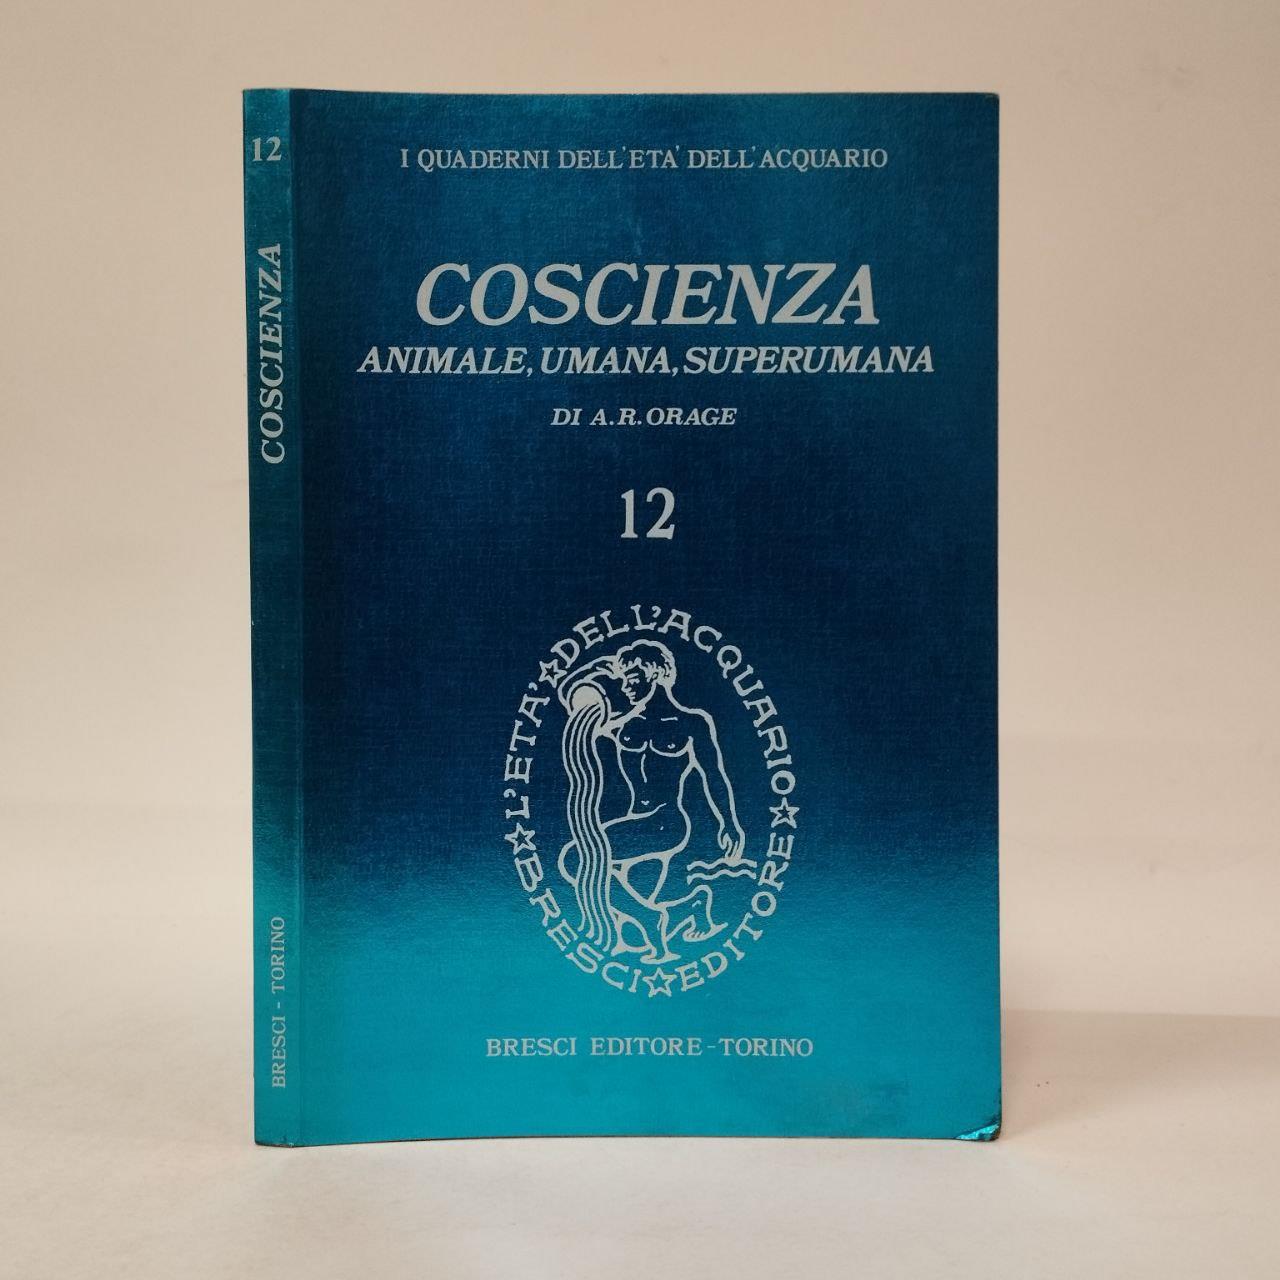 12
COSCIENZA
BRESCI - TORINO
I QUADERNI DELL'ETA' DELL'ACQUARIO
COSCIENZA
ANIMALE, UMANA, SUPERUMANA
DI A.R. ORAGE
12
L'ETA'☆DELL'ACQUARIO☆
BRESCI☆EDITORE☆
BRESCI EDITORE - TORINO